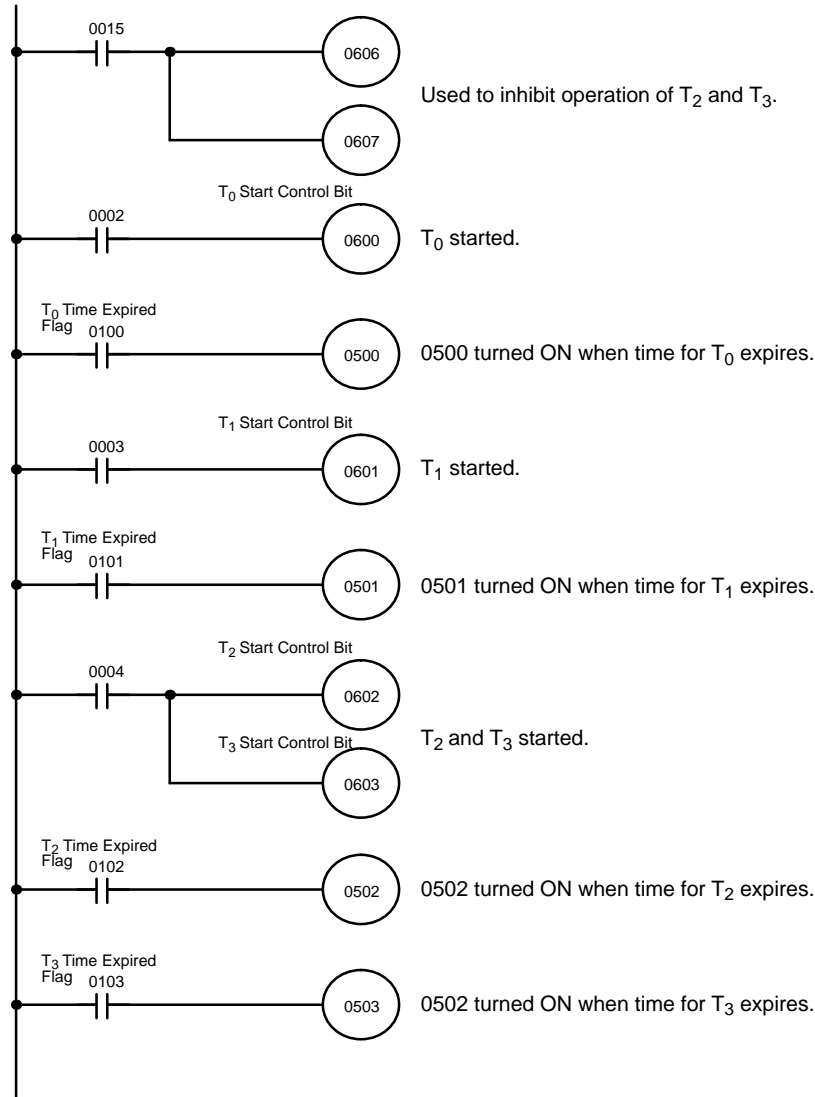 0015
0606
Used to inhibit operation of T2 and T3.
0607
T0 Start Control Bit
0002
0600
T0 started.
T0 Time Expired
Flag
0100
0500
0500 turned ON when time for T0 expires.
T1 Start Control Bit
0003
0601
T1 started.
T1 Time Expired
Flag
0101
0501
0501 turned ON when time for T1 expires.
T2 Start Control Bit
0004
0602
T3 Start Control Bit
T2 and T3 started.
0603
T2 Time Expired
Flag
0102
0502
0502 turned ON when time for T2 expires.
T3 Time Expired
Flag
0103
0503
0502 turned ON when time for T3 expires.